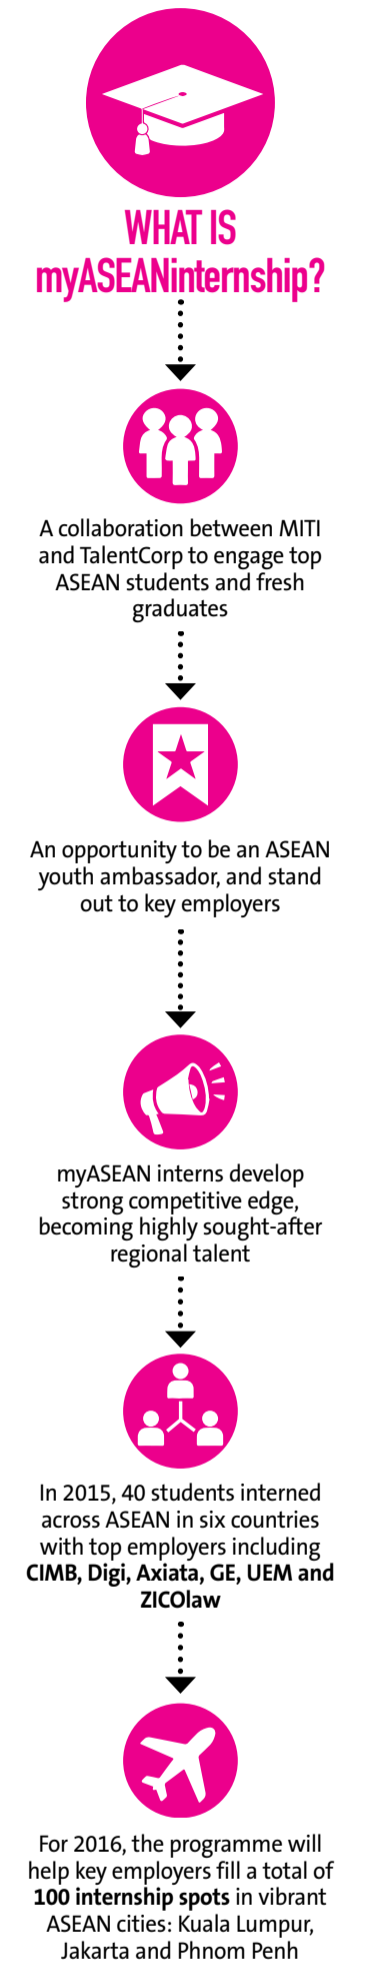 WHAT IS
myASEANinternship?
A collaboration between MITI
and TalentCorp to engage top
ASEAN students and fresh
graduates
An opportunity to be an ASEAN
youth ambassador, and stand
out to key employers
myASEAN interns develop
strong competitive edge,
becoming highly sought-after
regional talent
In 2015, 40 students interned
across ASEAN in six countries
with top employers including
CIMB, Digi, Axiata, GE, UEM and
ZICOlaw
For 2016, the programme will
help key employers fill a total of
100 internship spots in vibrant
ASEAN cities: Kuala Lumpur,
Jakarta and Phnom Penh